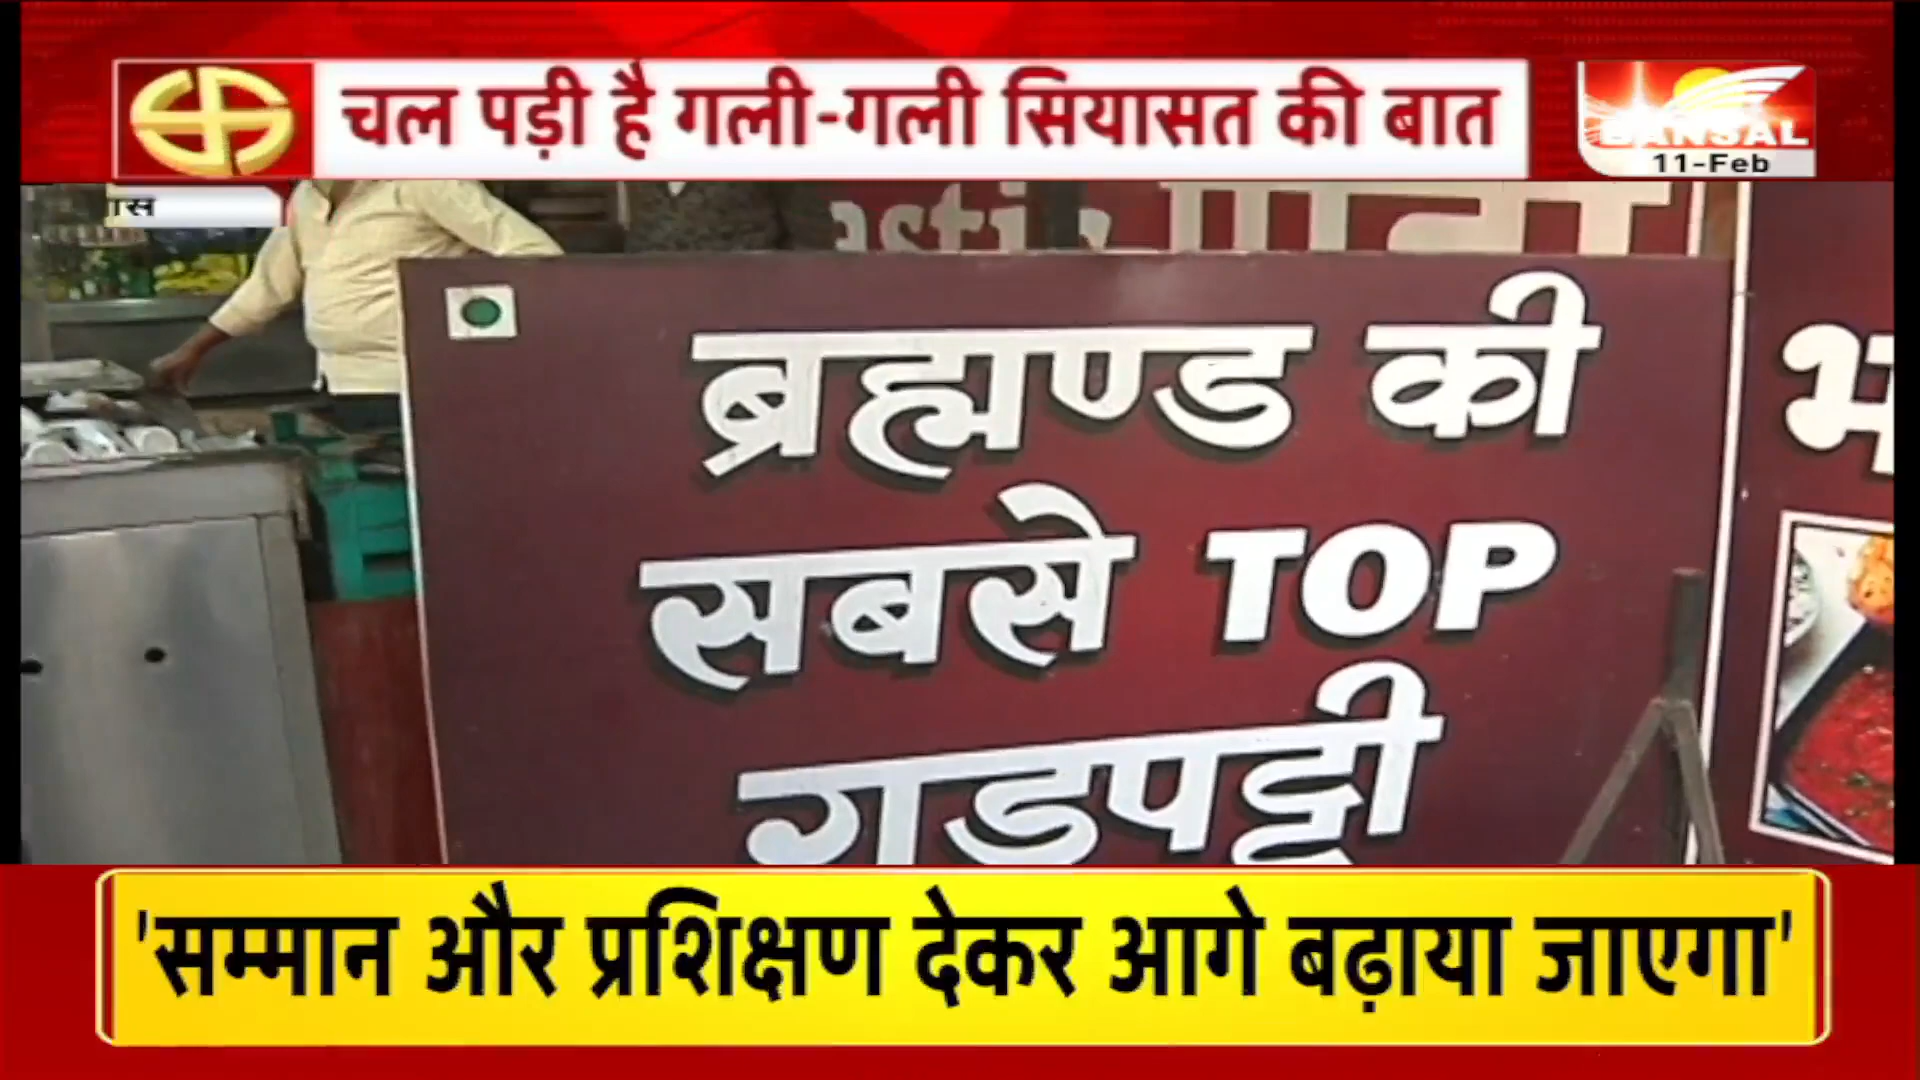 चल पड़ी है गली-गली सियासत की बात
BANSAL
11-Feb
ब्रह्मण्ड की
सबसे TOP
गडपट्टी
'सम्मान और प्रशिक्षण देकर आगे बढ़ाया जाएगा'